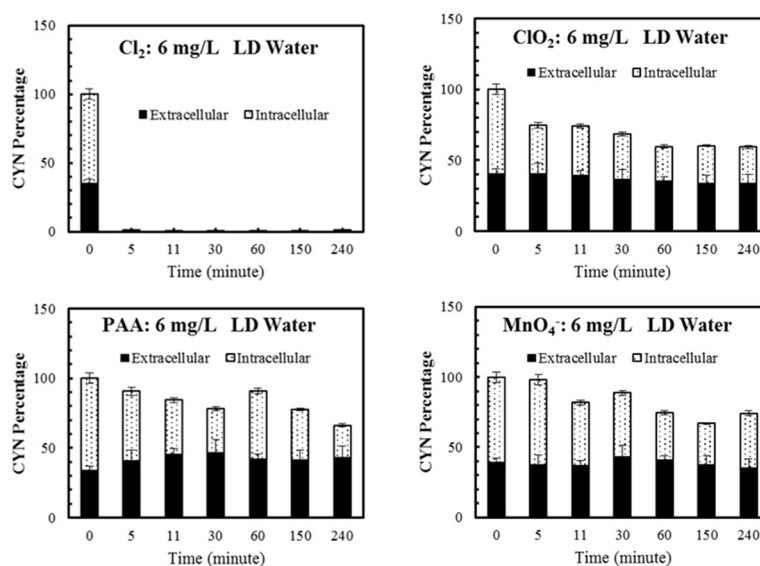 Cl₂: 6 mg/L LD Water
Extracellular Intracellular
CYN Percentage
150
100
50
0
0 5 11 30 60 150 240
Time (minute)
ClO₂: 6 mg/L LD Water
Extracellular Intracellular
CYN Percentage
150
100
50
0
0 5 11 30 60 150 240
Time (minute)
PAA: 6 mg/L LD Water
Extracellular Intracellular
CYN Percentage
150
100
50
0
0 5 11 30 60 150 240
Time (minute)
MnO₄⁻: 6 mg/L LD Water
Extracellular Intracellular
CYN Percentage
150
100
50
0
0 5 11 30 60 150 240
Time (minute)